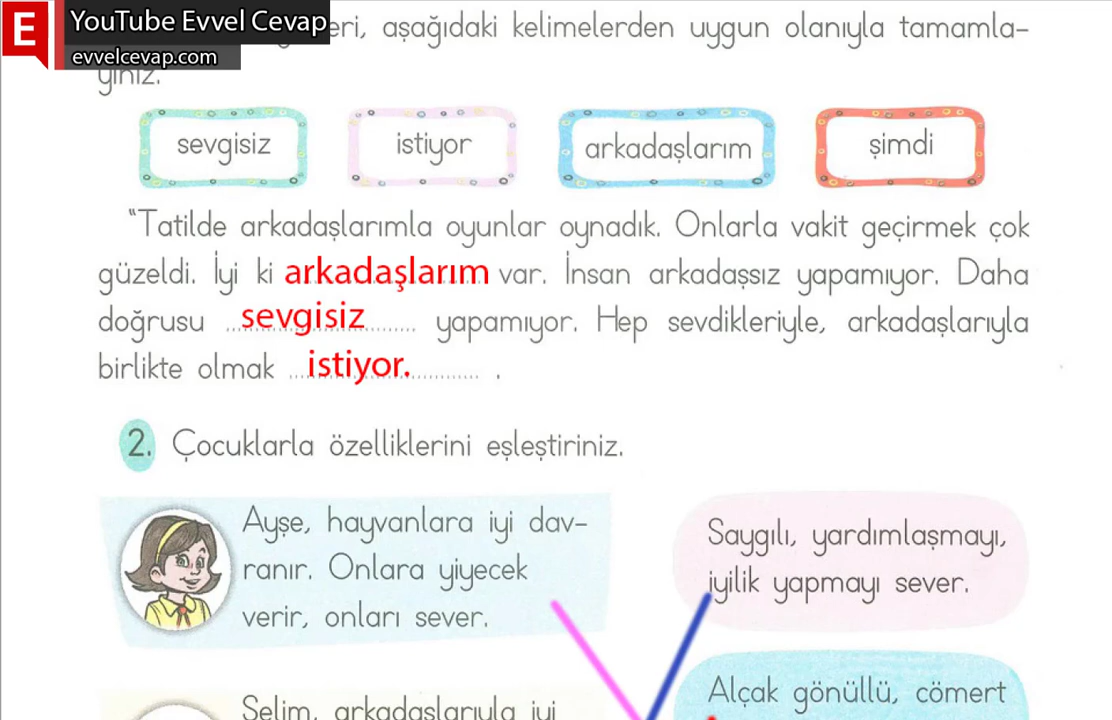 YouTube Evvel Cevap
evvelcevap.com
aşağıdaki kelimelerden uygun olanıyla tamamla-
yınız.
sevgisiz
istiyor
arkadaşlarım
şimdi
"Tatilde arkadaşlarımla oyunlar oynadık. Onlarla vakit geçirmek çok
güzeldi. İyi ki arkadaşlarım var. İnsan arkadaşsız yapamıyor. Daha
doğrusu sevgisiz yapamıyor. Hep sevdikleriyle, arkadaşlarıyla
birlikte olmak istiyor. .
2. Çocuklarla özelliklerini eşleştiriniz.
Ayşe, hayvanlara iyi dav-
ranır. Onlara yiyecek
verir, onları sever.
Saygılı, yardımlaşmayı,
iyilik yapmayı sever.
Alçak gönüllü, cömert
Selim, arkadaşlarıyla iyi